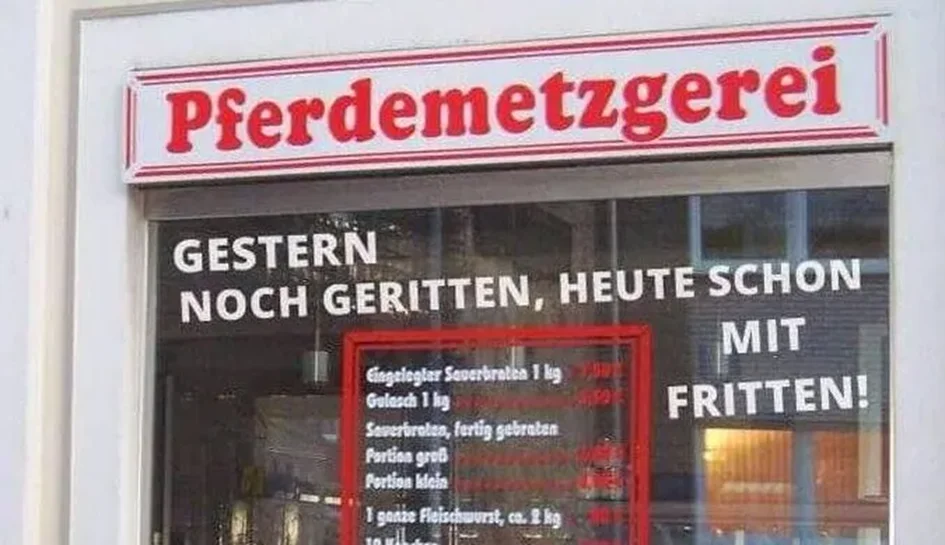 Pferdemetzgerei
GESTERN
NOCH GERITTEN, HEUTE SCHON
MIT
FRITTEN!
Eingelegter Sauerbraten 1 kg
Gulasch 1 kg
Sauerbraten, fertig gebraten
Portion groß
Portion klein
1 ganze Fleischwurst, ca. 2 kg